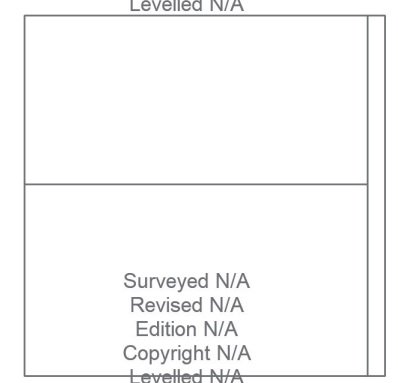 Levelled N/A
Surveyed N/A
Revised N/A
Edition N/A
Copyright N/A
Levelled N/A